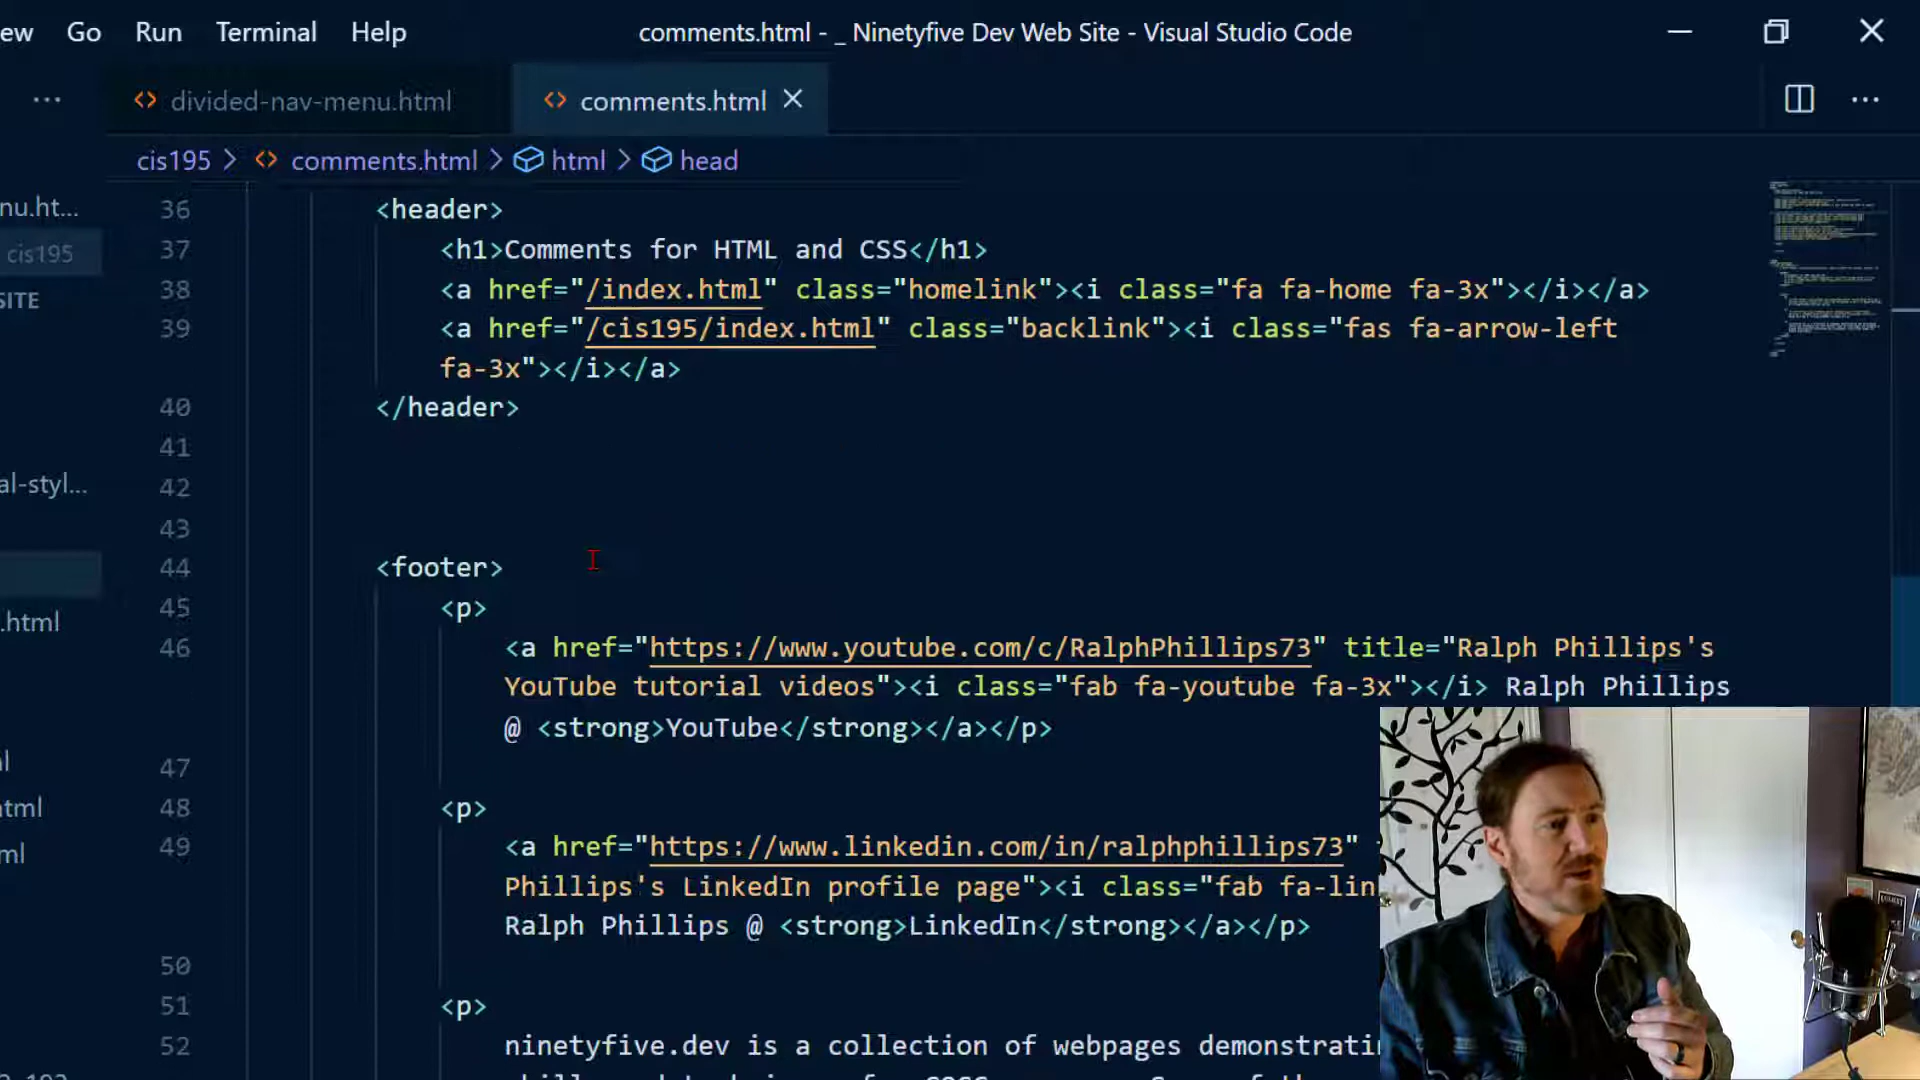 ew Go Run Terminal Help comments.html - _ Ninetyfive Dev Web Site - Visual Studio Code
divided-nav-menu.html comments.html
cis195 > comments.html > html > head
nu.ht...
cis195
SITE
al-styl...
.html
l
tml
ml
36 <header>
37 <h1>Comments for HTML and CSS</h1>
38 <a href="/index.html" class="homelink"><i class="fa fa-home fa-3x"></i></a>
39 <a href="/cis195/index.html" class="backlink"><i class="fas fa-arrow-left
fa-3x"></i></a>
40 </header>
41
42
43
44 <footer>
45 <p>
46 <a href="https://www.youtube.com/c/RalphPhillips73" title="Ralph Phillips's
YouTube tutorial videos"><i class="fab fa-youtube fa-3x"></i> Ralph Phillips
@ <strong>YouTube</strong></a></p>
47
48 <p>
49 <a href="https://www.linkedin.com/in/ralphphillips73"
Phillips's LinkedIn profile page"><i class="fab fa-lin
Ralph Phillips @ <strong>LinkedIn</strong></a></p>
50
51 <p>
52 ninetyfive.dev is a collection of webpages demonstratin